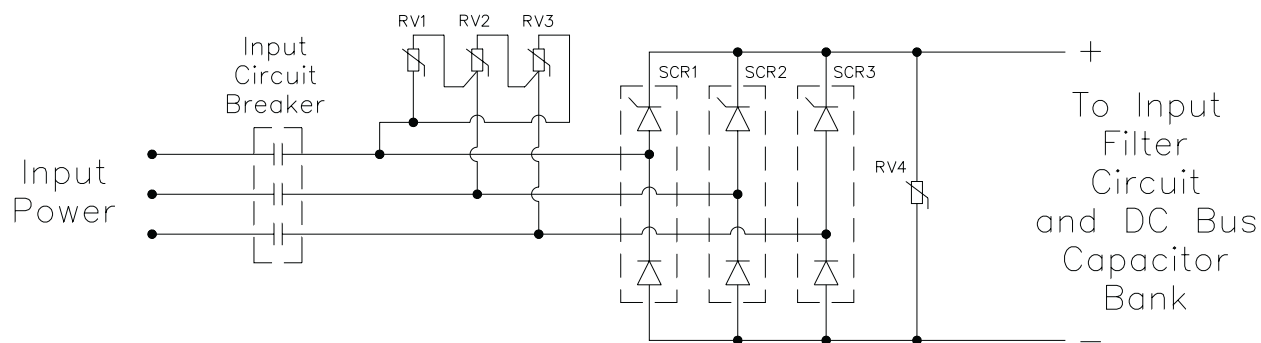 RV1
RV2
RV3
Input
Circuit
Breaker
SCR1
SCR2
SCR3
+
To Input
Filter
Circuit
and DC Bus
Capacitor
Bank
Input
Power
RV4
−